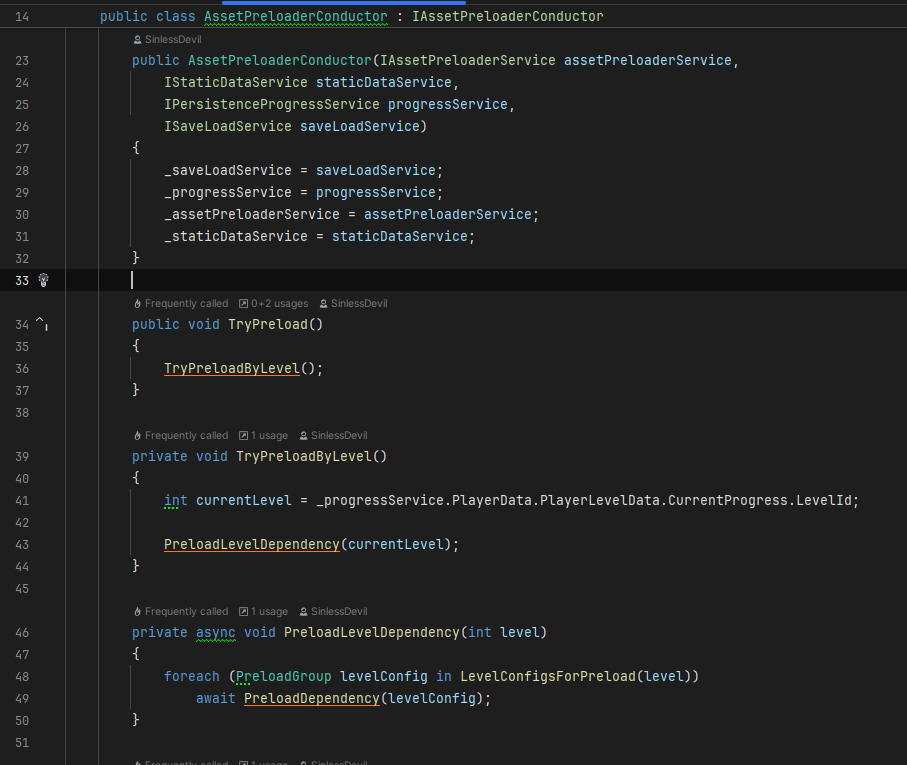 14 public class AssetPreloaderConductor : IAssetPreloaderConductor
SinlessDevil
23 public AssetPreloaderConductor(IAssetPreloaderService assetPreloaderService,
24 IStaticDataService staticDataService,
25 IPersistenceProgressService progressService,
26 ISaveLoadService saveLoadService)
27 {
28 _saveLoadService = saveLoadService;
29 _progressService = progressService;
30 _assetPreloaderService = assetPreloaderService;
31 _staticDataService = staticDataService;
32 }
33
Frequently called 0+2 usages SinlessDevil
34 public void TryPreload()
35 {
36 TryPreloadByLevel();
37 }
38
Frequently called 1 usage SinlessDevil
39 private void TryPreloadByLevel()
40 {
41 int currentLevel = _progressService.PlayerData.PlayerLevelData.CurrentProgress.LevelId;
42
43 PreloadLevelDependency(currentLevel);
44 }
45
Frequently called 1 usage SinlessDevil
46 private async void PreloadLevelDependency(int level)
47 {
48 foreach (PreloadGroup levelConfig in LevelConfigsForPreload(level))
49 await PreloadDependency(levelConfig);
50 }
51
Frequently called 1 usage SinlessDevil